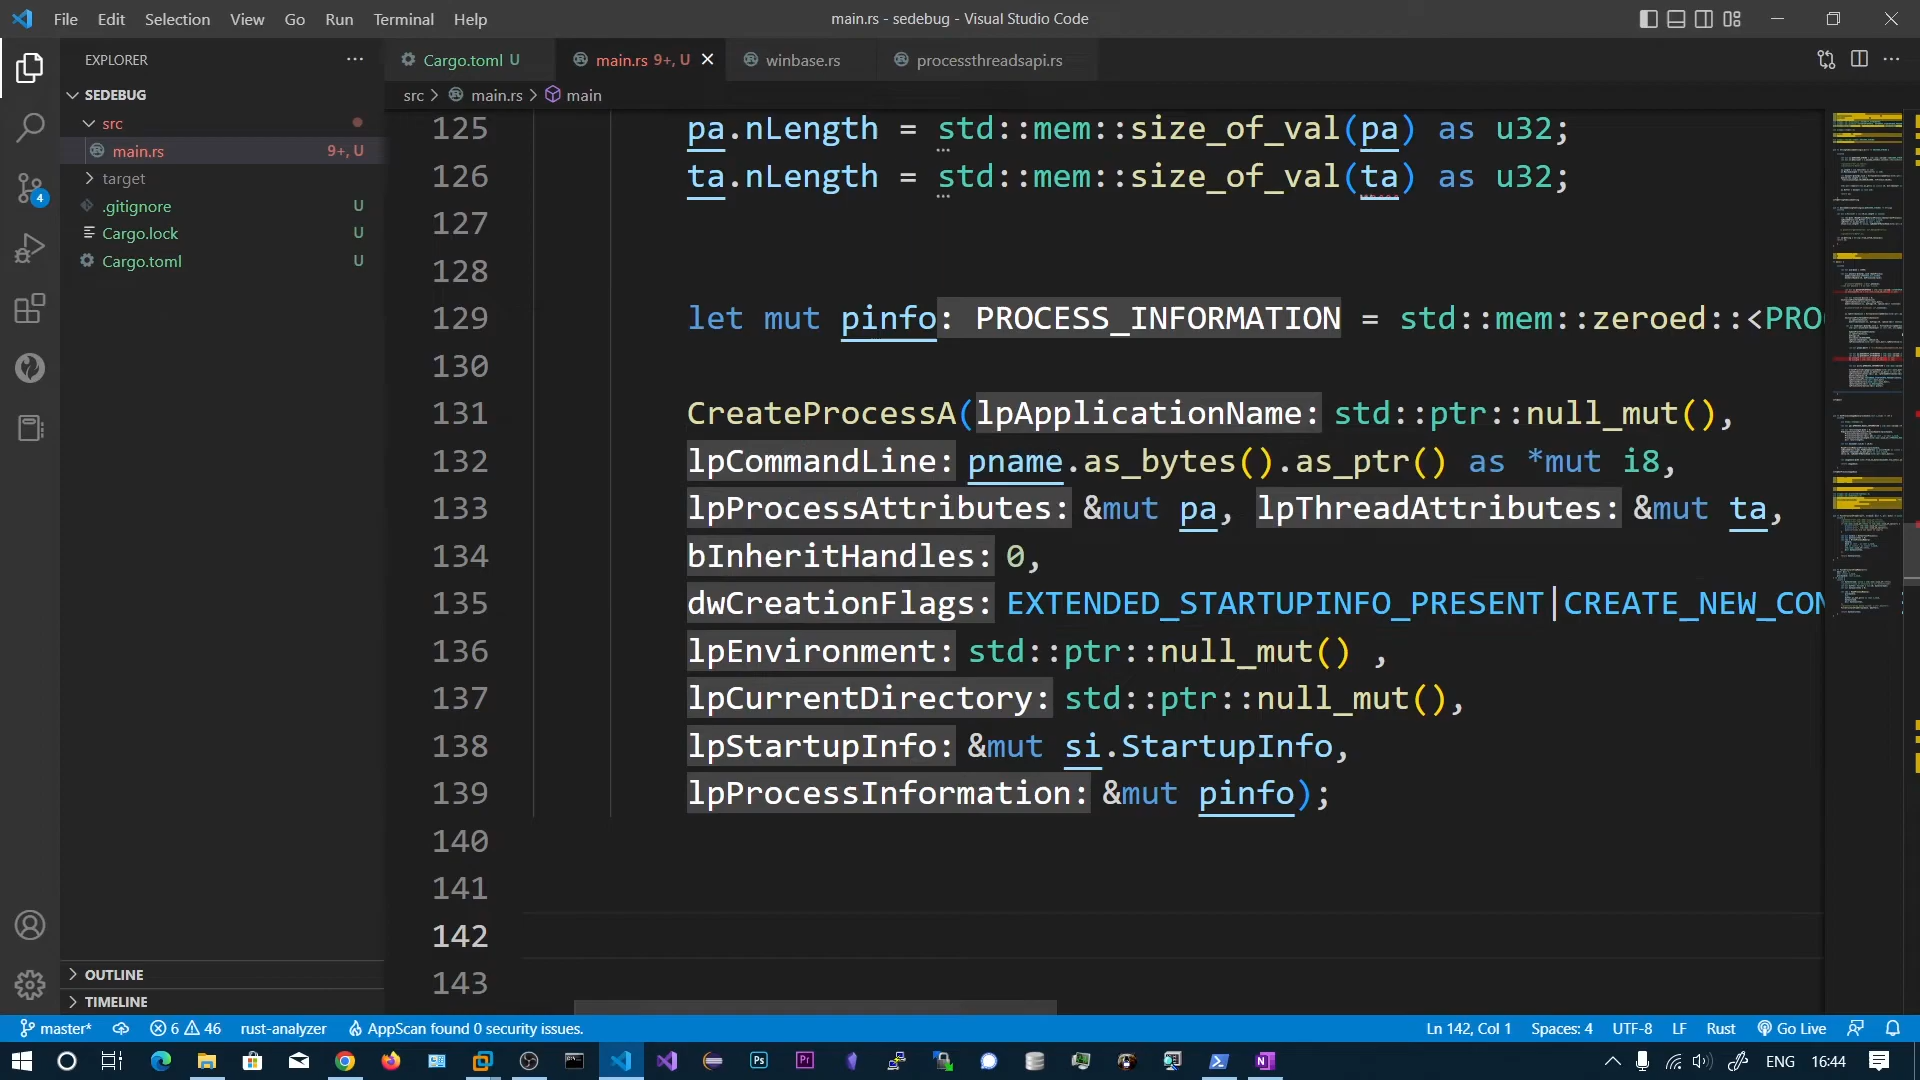 File Edit Selection View Go Run Terminal Help
main.rs - sedebug - Visual Studio Code
EXPLORER
Cargo.toml U
main.rs 9+, U
winbase.rs
processthreadsapi.rs
src > main.rs > main
SEDEBUG
src
main.rs 9+, U
target
.gitignore U
Cargo.lock U
Cargo.toml U
4
125 pa.nLength = std::mem::size_of_val(pa) as u32;
126 ta.nLength = std::mem::size_of_val(ta) as u32;
127
128
129 let mut pinfo: PROCESS_INFORMATION = std::mem::zeroed::<PRO
130
131 CreateProcessA(lpApplicationName: std::ptr::null_mut(),
132 lpCommandLine: pname.as_bytes().as_ptr() as *mut i8,
133 lpProcessAttributes: &mut pa, lpThreadAttributes: &mut ta,
134 bInheritHandles: 0,
135 dwCreationFlags: EXTENDED_STARTUPINFO_PRESENT|CREATE_NEW_CON
136 lpEnvironment: std::ptr::null_mut() ,
137 lpCurrentDirectory: std::ptr::null_mut(),
138 lpStartupInfo: &mut si.StartupInfo,
139 lpProcessInformation: &mut pinfo);
140
141
142
143
OUTLINE
TIMELINE
master* 6 46 rust-analyzer AppScan found 0 security issues.
Ln 142, Col 1 Spaces: 4 UTF-8 LF Rust Go Live
Ps Pr ENG 16:44